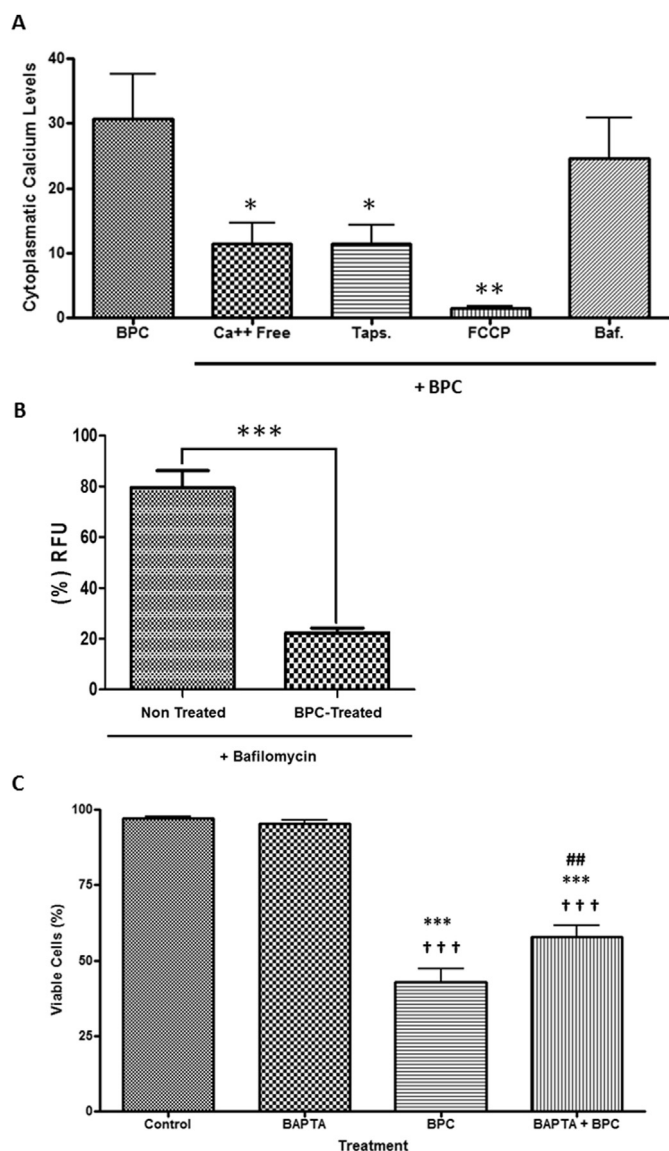 A
Cytoplasmatic Calcium Levels
40
30
20
10
0
* * **
BPC Ca++ Free Taps. FCCP Baf.
+ BPC
B
(%) RFU
100
80
60
40
20
0
***
Non Treated BPC-Treated
+ Bafilomycin
C
Viable Cells (%)
100
75
50
25
0
##
*** ***
††† †††
Control BAPTA BPC BAPTA + BPC
Treatment